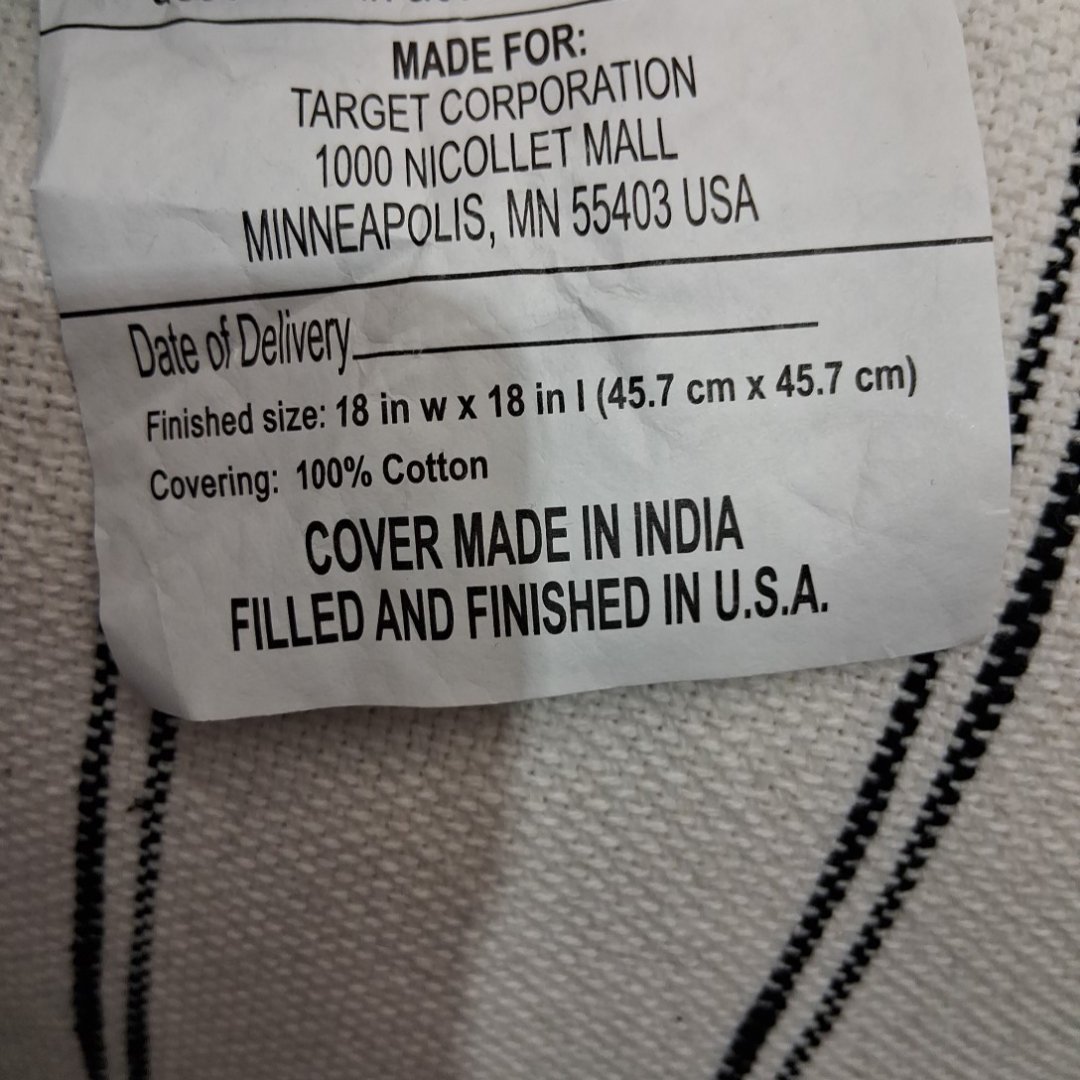 MADE FOR:
TARGET CORPORATION
1000 NICOLLET MALL
MINNEAPOLIS, MN 55403 USA
Date of Delivery
Finished size: 18 in w x 18 in l (45.7 cm x 45.7 cm)
Covering: 100% Cotton
COVER MADE IN INDIA
FILLED AND FINISHED IN U.S.A.